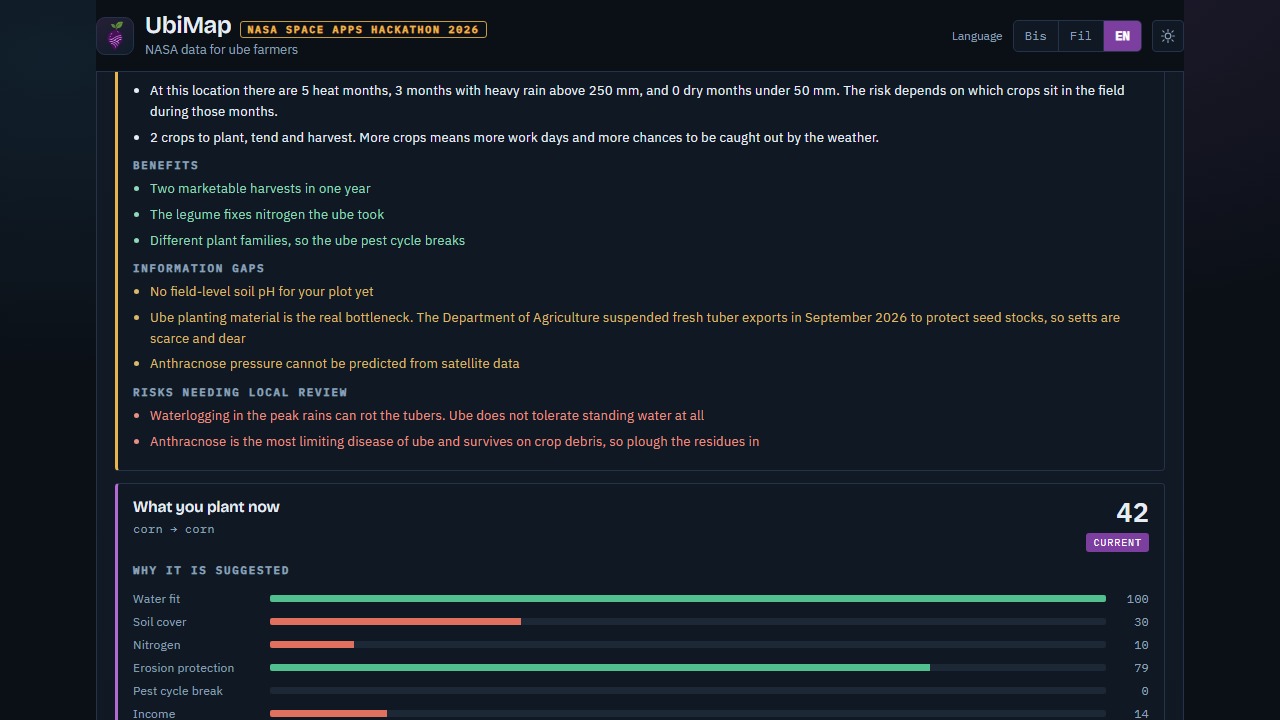 UbiMap
NASA SPACE APPS HACKATHON 2026
NASA data for ube farmers
Language
Bis
Fil
EN
At this location there are 5 heat months, 3 months with heavy rain above 250 mm, and 0 dry months under 50 mm. The risk depends on which crops sit in the field
during those months.
2 crops to plant, tend and harvest. More crops means more work days and more chances to be caught out by the weather.
BENEFITS
Two marketable harvests in one year
The legume fixes nitrogen the ube took
Different plant families, so the ube pest cycle breaks
INFORMATION GAPS
No field-level soil pH for your plot yet
Ube planting material is the real bottleneck. The Department of Agriculture suspended fresh tuber exports in September 2026 to protect seed stocks, so setts are
scarce and dear
Anthracnose pressure cannot be predicted from satellite data
RISKS NEEDING LOCAL REVIEW
Waterlogging in the peak rains can rot the tubers. Ube does not tolerate standing water at all
Anthracnose is the most limiting disease of ube and survives on crop debris, so plough the residues in
What you plant now
42
corn → corn
CURRENT
WHY IT IS SUGGESTED
Water fit 100
Soil cover 30
Nitrogen 10
Erosion protection 79
Pest cycle break 0
Income 14